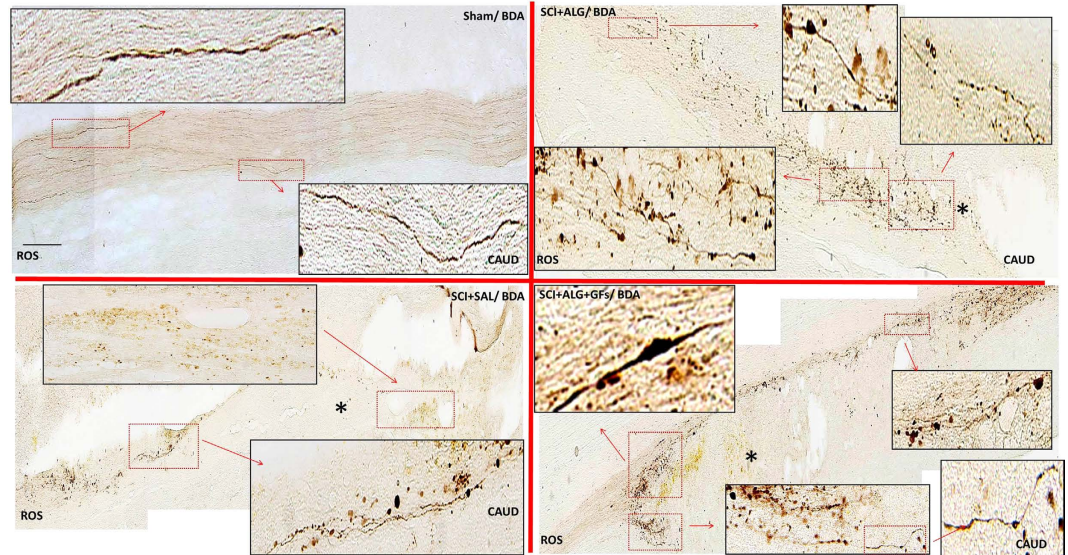 Sham/ BDA
ROS
CAUD
SCI+ALG/ BDA
ROS
*
CAUD
SCI+SAL/ BDA
*
ROS
CAUD
SCI+ALG+GFs/ BDA
*
ROS
CAUD